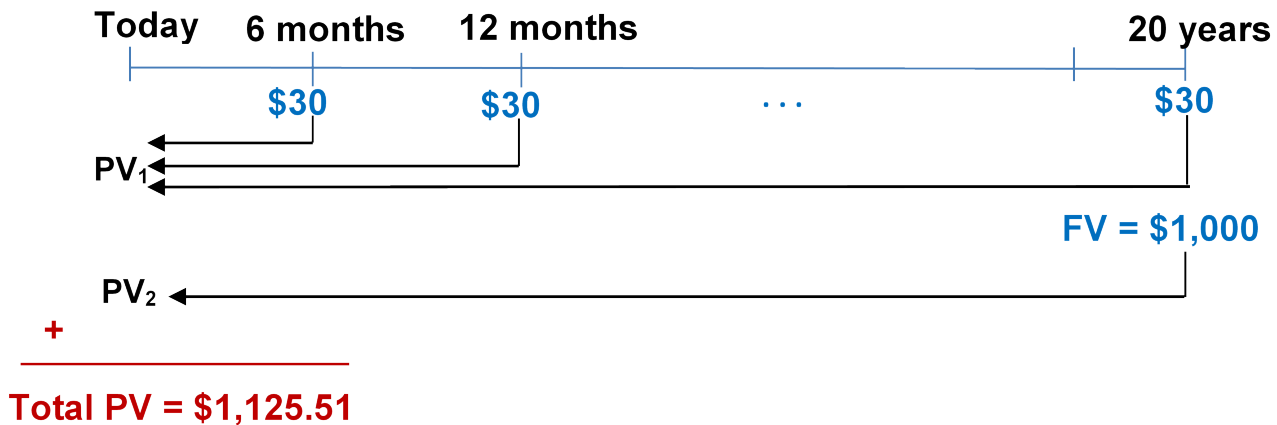 Today 6 months 12 months 20 years
$30 $30 ... $30
PV₁
FV = $1,000
PV₂
+
Total PV = $1,125.51